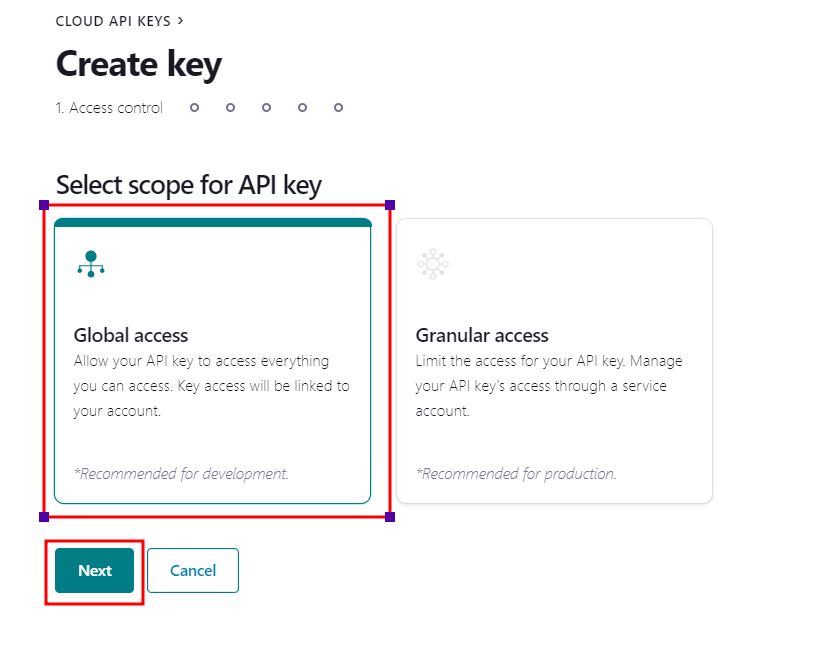 CLOUD API KEYS >
Create key
1. Access control
Select scope for API key
Global access
Allow your API key to access everything
you can access. Key access will be linked to
your account.
*Recommended for development.
Granular access
Limit the access for your API key. Manage
your API key's access through a service
account.
*Recommended for production.
Next
Cancel